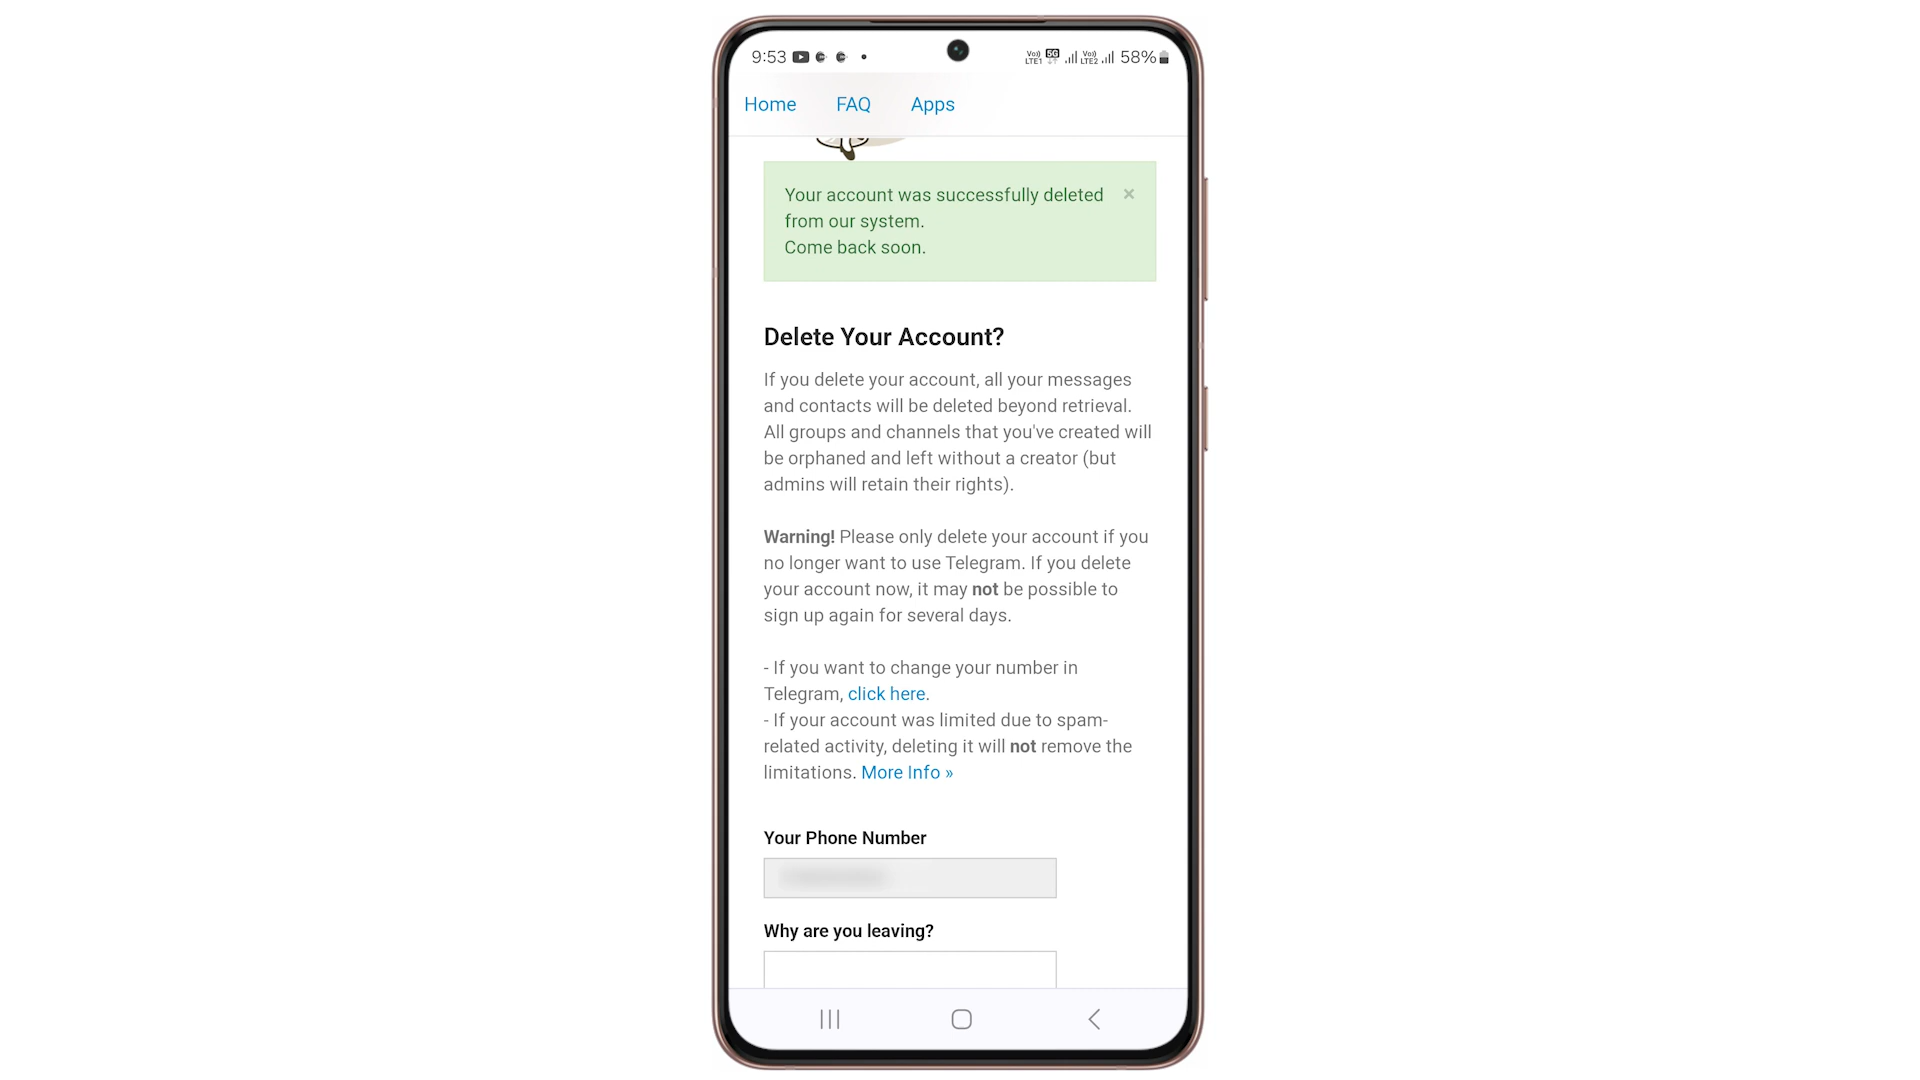 9:53 Vo)) LTE1 5G Vo)) LTE2 58%
Home FAQ Apps
Your account was successfully deleted ×
from our system.
Come back soon.
Delete Your Account?
If you delete your account, all your messages
and contacts will be deleted beyond retrieval.
All groups and channels that you've created will
be orphaned and left without a creator (but
admins will retain their rights).
Warning! Please only delete your account if you
no longer want to use Telegram. If you delete
your account now, it may not be possible to
sign up again for several days.
- If you want to change your number in
Telegram, click here.
- If your account was limited due to spam-
related activity, deleting it will not remove the
limitations. More Info »
Your Phone Number
Why are you leaving?